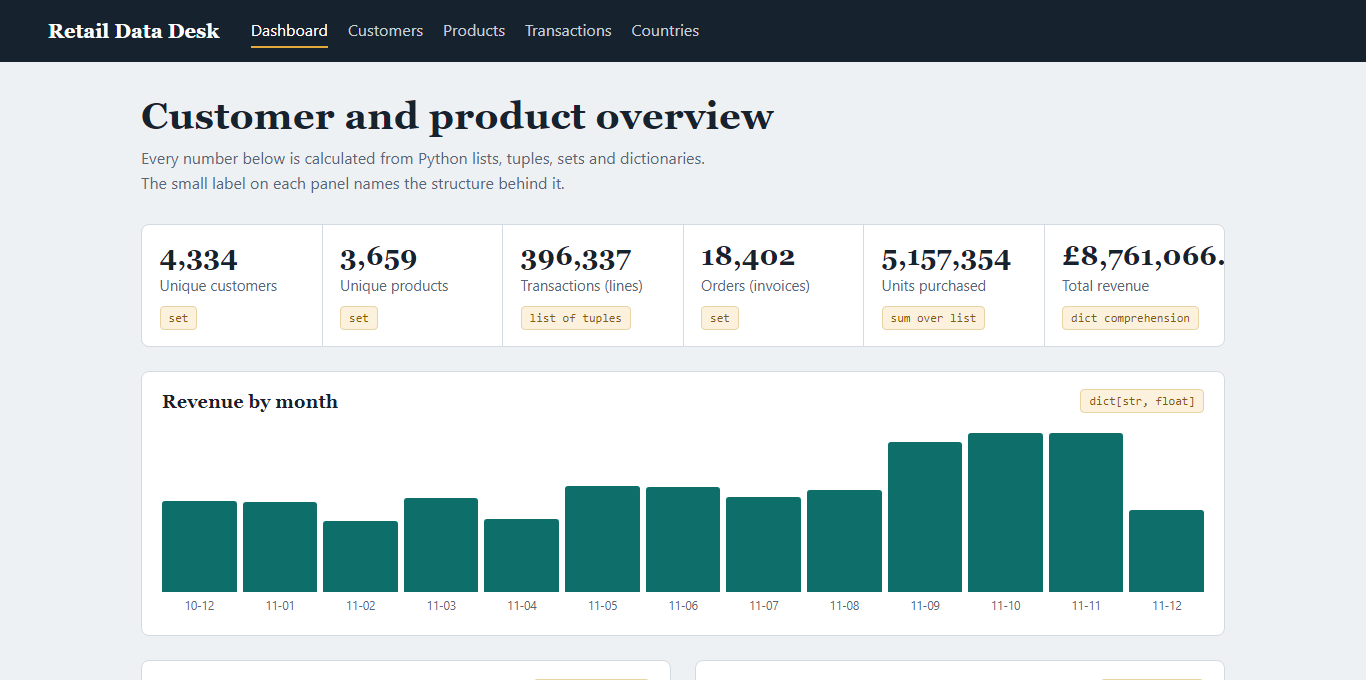 Retail Data Desk Dashboard Customers Products Transactions Countries
Customer and product overview
Every number below is calculated from Python lists, tuples, sets and dictionaries.
The small label on each panel names the structure behind it.
4,334 3,659 396,337 18,402 5,157,354 £8,761,066.
Unique customers Unique products Transactions (lines) Orders (invoices) Units purchased Total revenue
set set list of tuples set sum over list dict comprehension
Revenue by month dict[str, float]
10-12 11-01 11-02 11-03 11-04 11-05 11-06 11-07 11-08 11-09 11-10 11-11 11-12